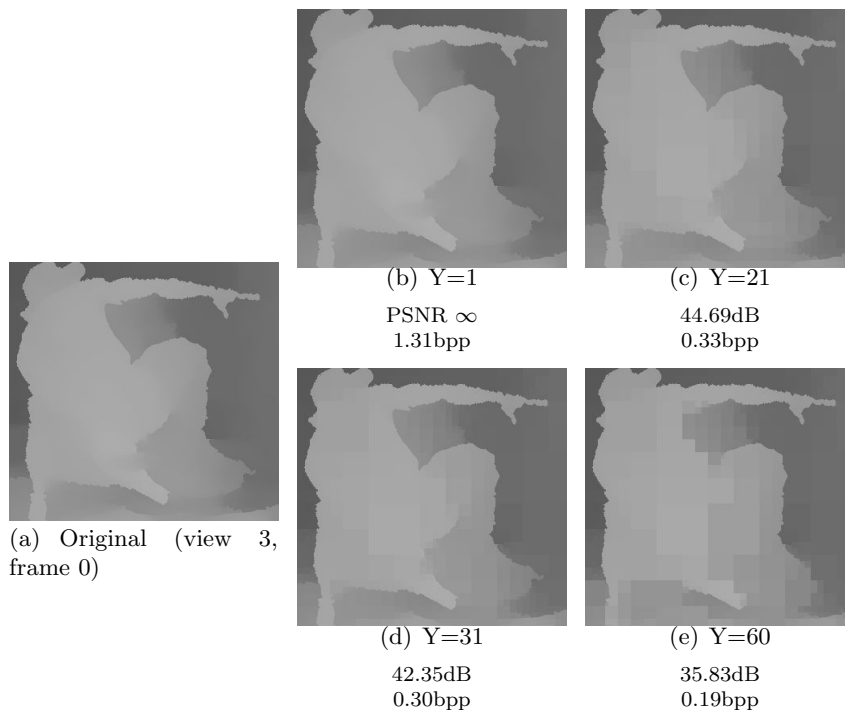 (b) Y=1
PSNR ∞
1.31bpp
(c) Y=21
44.69dB
0.33bpp
(a) Original (view 3,
frame 0)
(d) Y=31
42.35dB
0.30bpp
(e) Y=60
35.83dB
0.19bpp